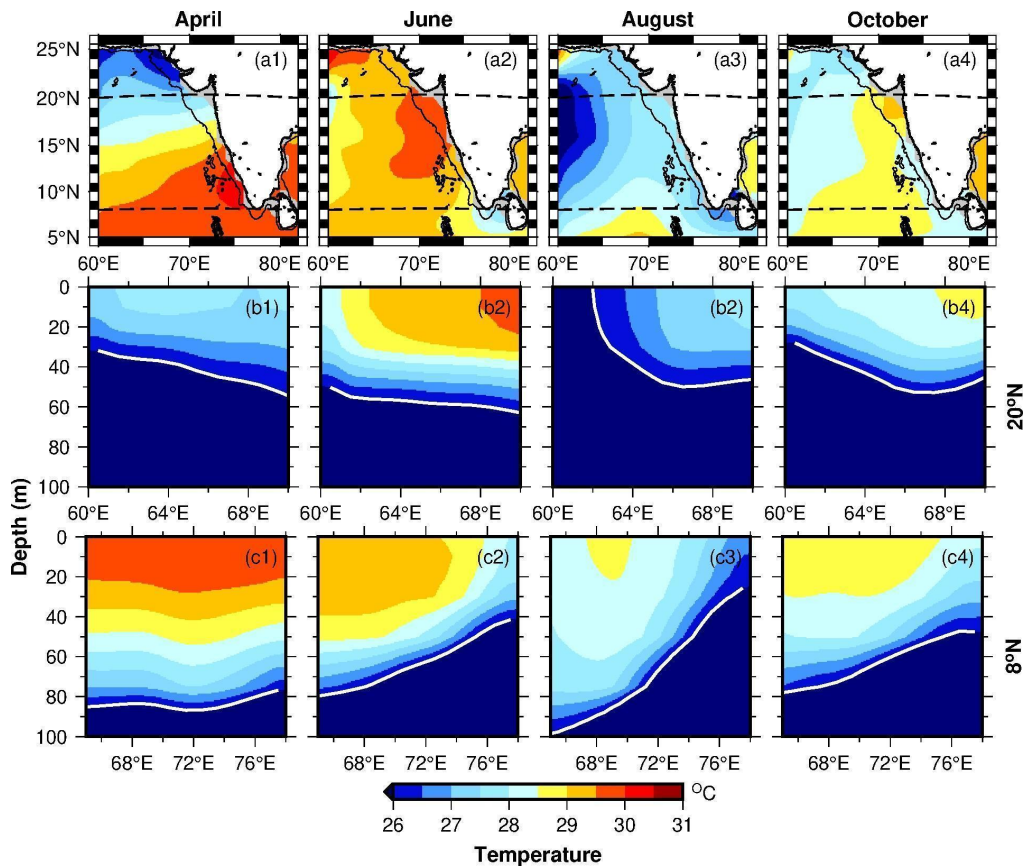 April June August October
25°N (a1) (a2) (a3) (a4)
20°N
15°N
10°N
5°N
60°E 70°E 80°E 60°E 70°E 80°E 60°E 70°E 80°E 60°E 70°E 80°E
0 (b1) (b2) (b2) (b4)
20
40
60
80
100
20°N
60°E 64°E 68°E 60°E 64°E 68°E 60°E 64°E 68°E 60°E 64°E 68°E
Depth (m)
0 (c1) (c2) (c3) (c4)
20
40
60
80
100
8°N
68°E 72°E 76°E 68°E 72°E 76°E 68°E 72°E 76°E 68°E 72°E 76°E
°C
26 27 28 29 30 31
Temperature